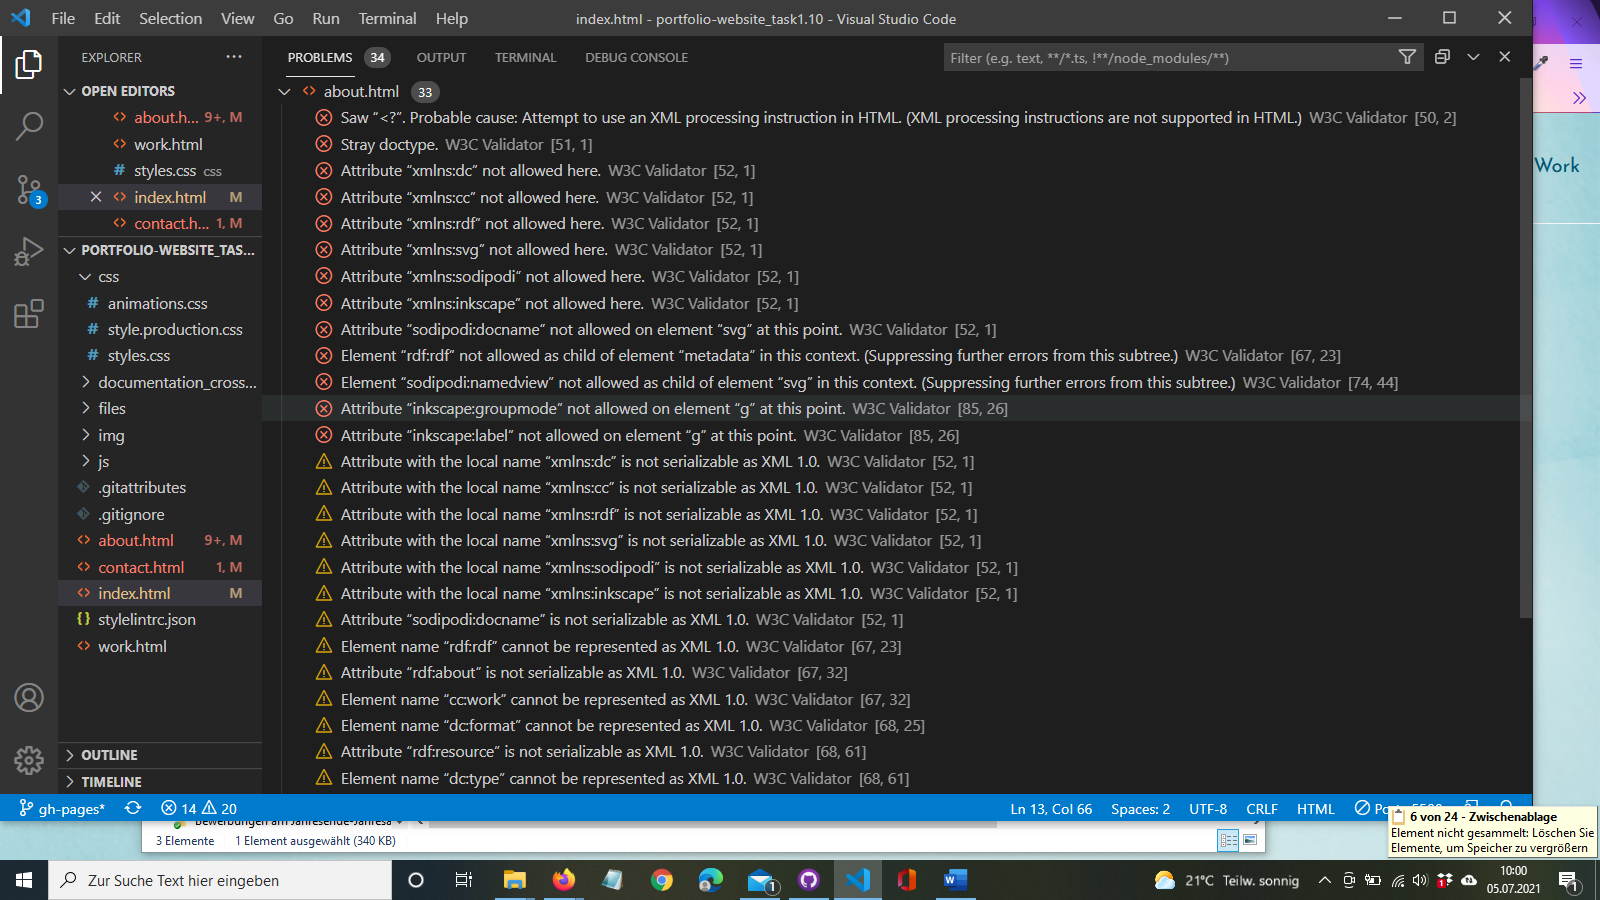 File Edit Selection View Go Run Terminal Help
index.html - portfolio-website_task1.10 - Visual Studio Code
EXPLORER
OPEN EDITORS
about.h... 9+, M
work.html
styles.css css
index.html M
contact.h... 1, M
PORTFOLIO-WEBSITE_TAS...
css
animations.css
style.production.css
styles.css
documentation_cross...
files
img
js
.gitattributes
.gitignore
about.html 9+, M
contact.html 1, M
index.html M
stylelintrc.json
work.html
OUTLINE
TIMELINE
3
PROBLEMS 34 OUTPUT TERMINAL DEBUG CONSOLE
Filter (e.g. text, **/*.ts, !**/node_modules/**)
about.html 33
Saw “<?”. Probable cause: Attempt to use an XML processing instruction in HTML. (XML processing instructions are not supported in HTML.) W3C Validator [50, 2]
Stray doctype. W3C Validator [51, 1]
Attribute “xmlns:dc” not allowed here. W3C Validator [52, 1]
Attribute “xmlns:cc” not allowed here. W3C Validator [52, 1]
Attribute “xmlns:rdf” not allowed here. W3C Validator [52, 1]
Attribute “xmlns:svg” not allowed here. W3C Validator [52, 1]
Attribute “xmlns:sodipodi” not allowed here. W3C Validator [52, 1]
Attribute “xmlns:inkscape” not allowed here. W3C Validator [52, 1]
Attribute “sodipodi:docname” not allowed on element “svg” at this point. W3C Validator [52, 1]
Element “rdf:rdf” not allowed as child of element “metadata” in this context. (Suppressing further errors from this subtree.) W3C Validator [67, 23]
Element “sodipodi:namedview” not allowed as child of element “svg” in this context. (Suppressing further errors from this subtree.) W3C Validator [74, 44]
Attribute “inkscape:groupmode” not allowed on element “g” at this point. W3C Validator [85, 26]
Attribute “inkscape:label” not allowed on element “g” at this point. W3C Validator [85, 26]
Attribute with the local name “xmlns:dc” is not serializable as XML 1.0. W3C Validator [52, 1]
Attribute with the local name “xmlns:cc” is not serializable as XML 1.0. W3C Validator [52, 1]
Attribute with the local name “xmlns:rdf” is not serializable as XML 1.0. W3C Validator [52, 1]
Attribute with the local name “xmlns:svg” is not serializable as XML 1.0. W3C Validator [52, 1]
Attribute with the local name “xmlns:sodipodi” is not serializable as XML 1.0. W3C Validator [52, 1]
Attribute with the local name “xmlns:inkscape” is not serializable as XML 1.0. W3C Validator [52, 1]
Attribute “sodipodi:docname” is not serializable as XML 1.0. W3C Validator [52, 1]
Element name “rdf:rdf” cannot be represented as XML 1.0. W3C Validator [67, 23]
Attribute “rdf:about” is not serializable as XML 1.0. W3C Validator [67, 32]
Element name “cc:work” cannot be represented as XML 1.0. W3C Validator [67, 32]
Element name “dc:format” cannot be represented as XML 1.0. W3C Validator [68, 25]
Attribute “rdf:resource” is not serializable as XML 1.0. W3C Validator [68, 61]
Element name “dc:type” cannot be represented as XML 1.0. W3C Validator [68, 61]
Work
gh-pages* 14 20 Ln 13, Col 66 Spaces: 2 UTF-8 CRLF HTML
6 von 24 - Zwischenablage
Element nicht gesammelt: Löschen Sie
Elemente, um Speicher zu vergrößern
3 Elemente 1 Element ausgewählt (340 KB)
Zur Suche Text hier eingeben
1
W
21°C Teilw. sonnig
10:00
05.07.2021
1